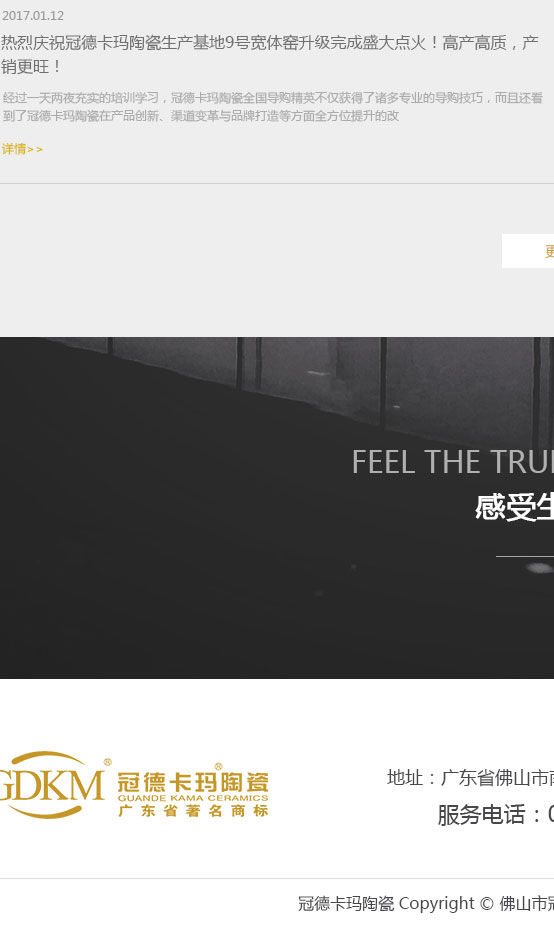 2017.01.12
热烈庆祝冠德卡玛陶瓷生产基地9号宽体窑升级完成盛大点火！高产高质，产
销更旺！
经过一天两夜充实的培训学习，冠德卡玛陶瓷全国导购精英不仅获得了诸多专业的导购技巧，而且还看
到了冠德卡玛陶瓷在产品创新、渠道变革与品牌打造等方面全方位提升的改
详情>>
FEEL THE TRU
感受
GDKM®
冠德卡玛®陶瓷
GUANDE KAMA CERAMICS
广东省著名商标
地址：广东省佛山市
服务电话：0
冠德卡玛陶瓷 Copyright © 佛山市冠